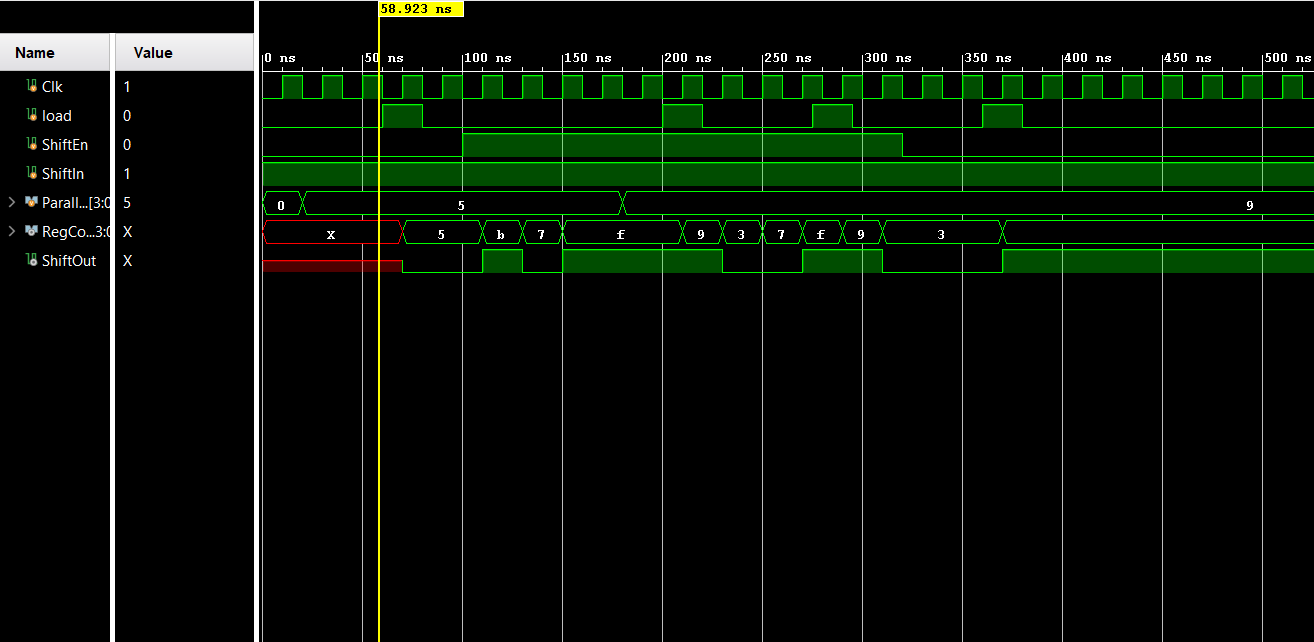 58.923 ns
Name Value
0 ns 50 ns 100 ns 150 ns 200 ns 250 ns 300 ns 350 ns 400 ns 450 ns 500 ns
Clk 1
load 0
ShiftEn 0
ShiftIn 1
Parall...[3:0 5 0 5 9
RegCo...3:0 X X 5 b 7 f 9 3 7 f 9 3
ShiftOut X